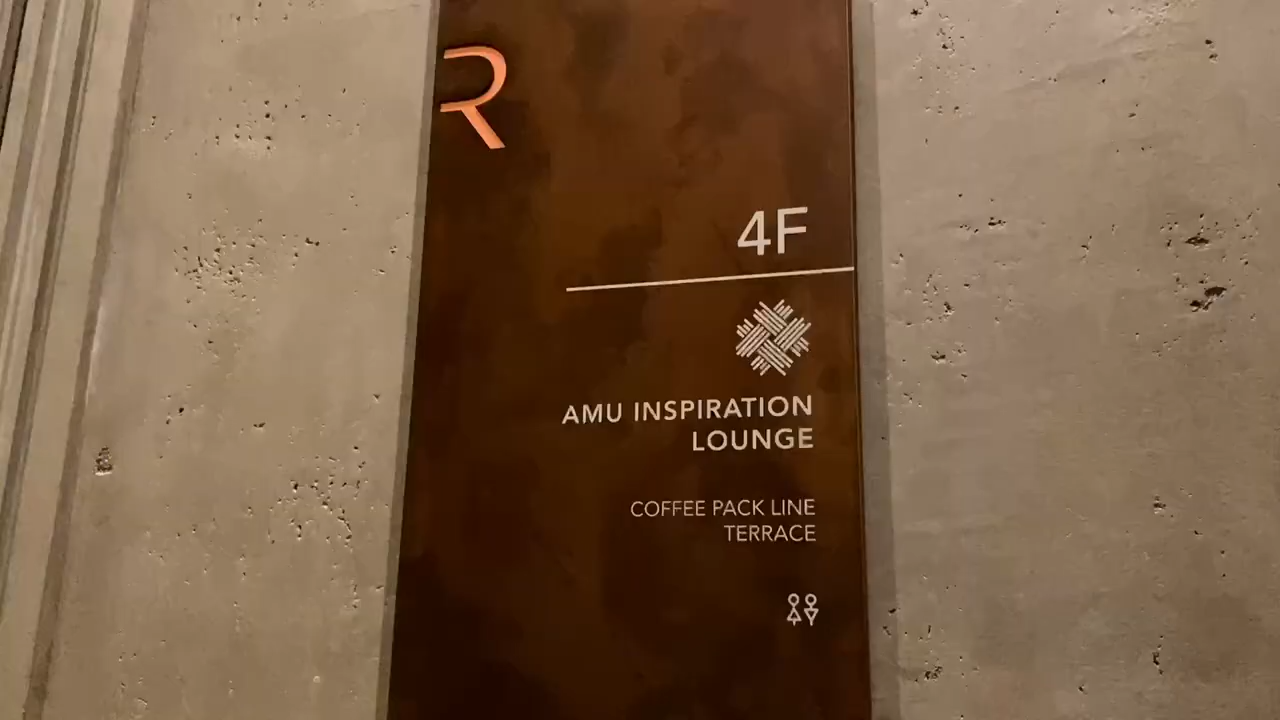 R
4F
AMU INSPIRATION
LOUNGE
COFFEE PACK LINE
TERRACE